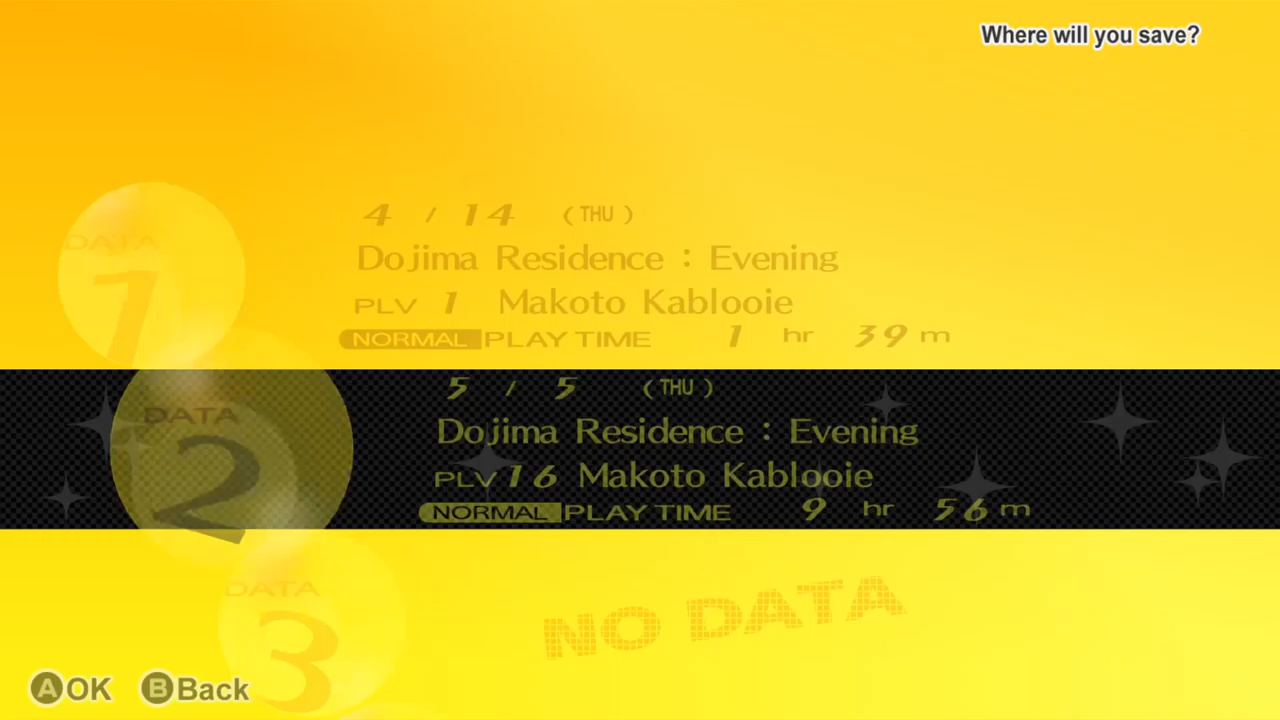 Where will you save?
DATA 1
4 / 14 (THU)
Dojima Residence : Evening
PLV 1 Makoto Kablooie
NORMAL PLAY TIME 1 hr 39 m
DATA 2
5 / 5 (THU)
Dojima Residence : Evening
PLV 16 Makoto Kablooie
NORMAL PLAY TIME 9 hr 56 m
DATA 3
NO DATA
A OK B Back